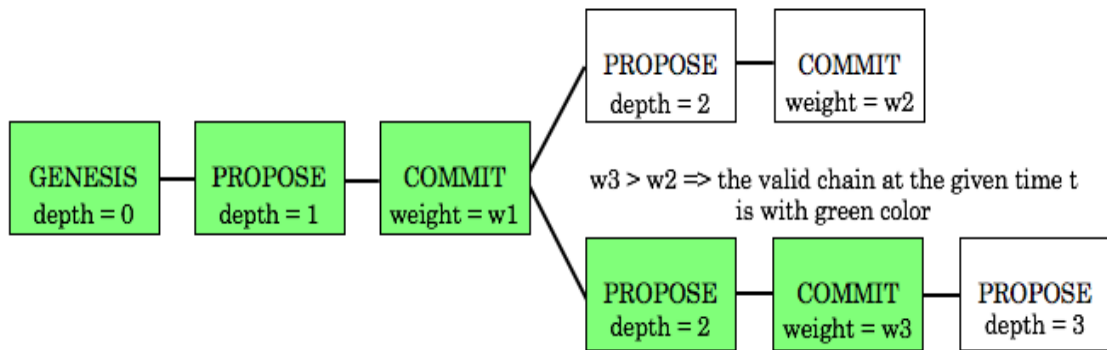 PROPOSE
depth = 2
COMMIT
weight = w2
GENESIS
depth = 0
PROPOSE
depth = 1
COMMIT
weight = w1
w3 > w2 => the valid chain at the given time t
is with green color
PROPOSE
depth = 2
COMMIT
weight = w3
PROPOSE
depth = 3